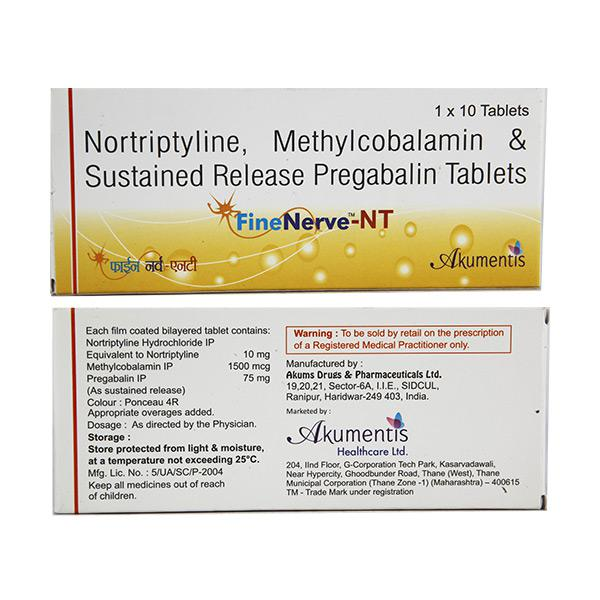 1 x 10 Tablets
Nortriptyline, Methylcobalamin &
Sustained Release Pregabalin Tablets
FineNerve™-NT
फाईन नर्व-एनटी
Akumentis
Each film coated bilayered tablet contains:
Nortriptyline Hydrochloride IP
Equivalent to Nortriptyline 10 mg
Methylcobalamin IP 1500 mcg
Pregabalin IP 75 mg
(As sustained release)
Colour : Ponceau 4R
Appropriate overages added.
Dosage : As directed by the Physician.
Storage :
Store protected from light & moisture,
at a temperature not exceeding 25°C.
Mfg. Lic. No. : 5/UA/SC/P-2004
Keep all medicines out of reach
of children.
Warning : To be sold by retail on the prescription
of a Registered Medical Practitioner only.
Manufactured by :
Akums Drugs & Pharmaceuticals Ltd.
19,20,21, Sector-6A, I.I.E., SIDCUL,
Ranipur, Haridwar-249 403, India.
Marketed by :
Akumentis
Healthcare Ltd.
204, IInd Floor, G-Corporation Tech Park, Kasarvadawali,
Near Hypercity, Ghodbunder Road, Thane (West), Thane
Municipal Corporation (Thane Zone -1) (Maharashtra) – 400615
TM - Trade Mark under registration